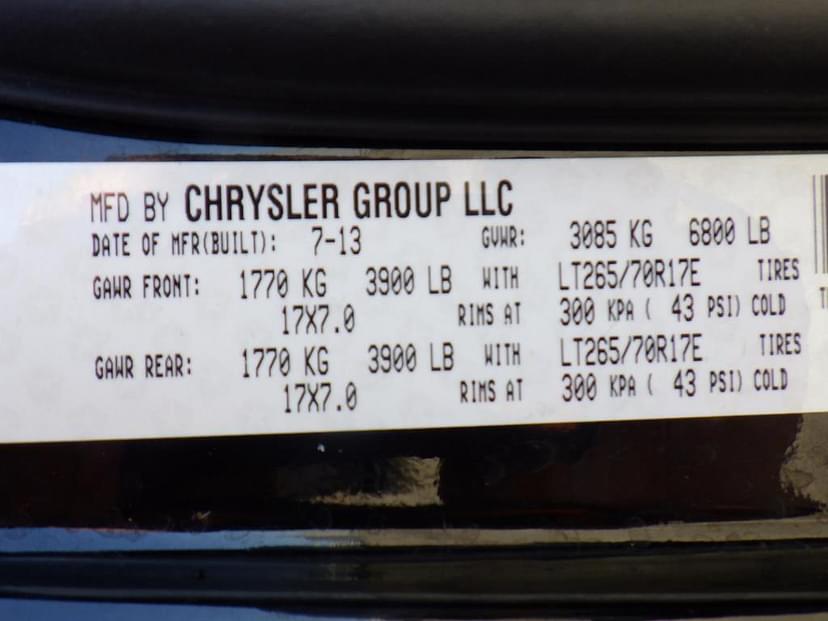 MFD BY CHRYSLER GROUP LLC
DATE OF MFR(BUILT): 7-13 GVWR: 3085 KG 6800 LB
GAWR FRONT: 1770 KG 3900 LB WITH LT265/70R17E TIRES
17X7.0 RIMS AT 300 KPA ( 43 PSI) COLD
GAWR REAR: 1770 KG 3900 LB WITH LT265/70R17E TIRES
17X7.0 RIMS AT 300 KPA ( 43 PSI) COLD